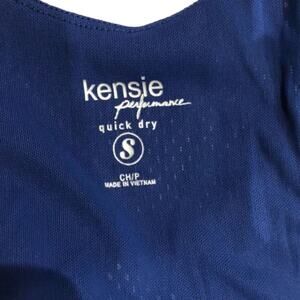 kensie
performance
quick dry
S
CH/P
MADE IN VIETNAM